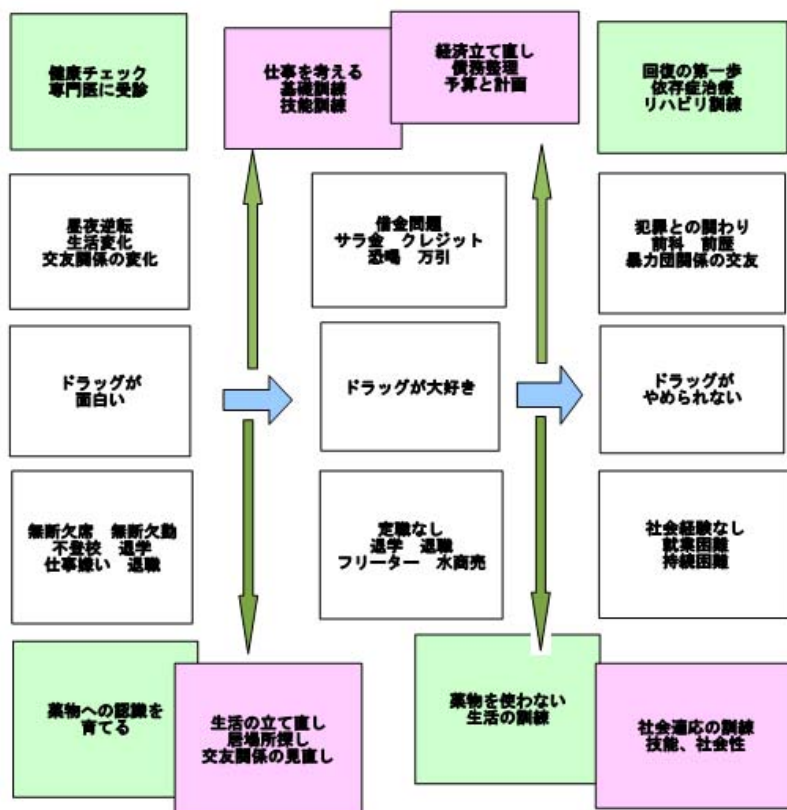 健康チェック
専門医に受診
仕事を考える
基礎訓練
技能訓練
経済立て直し
債務整理
予算と計画
回復の第一歩
依存症治療
リハビリ訓練
昼夜逆転
生活変化
交友関係の変化
借金問題
サラ金　クレジット
恐喝　万引
犯罪との関わり
前科　前歴
暴力団関係の交友
ドラッグが
面白い
ドラッグが大好き
ドラッグが
やめられない
無断欠席　無断欠勤
不登校　退学
仕事嫌い　退職
定職なし
退学　退職
フリーター　水商売
社会経験なし
就業困難
持続困難
薬物への認識を
育てる
生活の立て直し
居場所探し
交友関係の見直し
薬物を使わない
生活の訓練
社会適応の訓練
技能、社会性